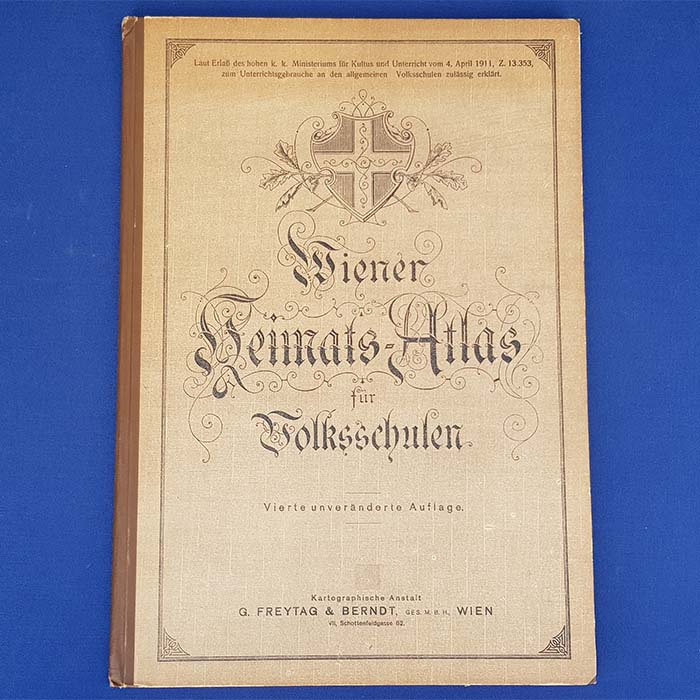 Laut Erlaß des hohen k. k. Ministeriums für Kultus und Unterricht vom 4. April 1911, Z. 13.353,
zum Unterrichtsgebrauche an den allgemeinen Volksschulen zulässig erklärt.
Wiener
Heimats-Atlas
für
Volksschulen
Vierte unveränderte Auflage.
Kartographische Anstalt
G. FREYTAG & BERNDT, GES. M. B. H., WIEN
VII, Schottenfeldgasse 62.